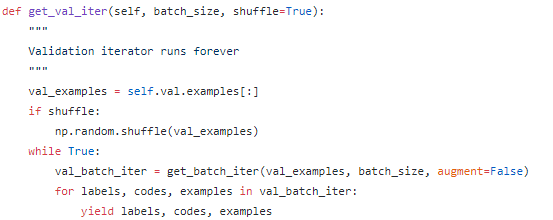 def get_val_iter(self, batch_size, shuffle=True):
    """
    Validation iterator runs forever
    """
    val_examples = self.val.examples[:]
    if shuffle:
        np.random.shuffle(val_examples)
    while True:
        val_batch_iter = get_batch_iter(val_examples, batch_size, augment=False)
        for labels, codes, examples in val_batch_iter:
            yield labels, codes, examples